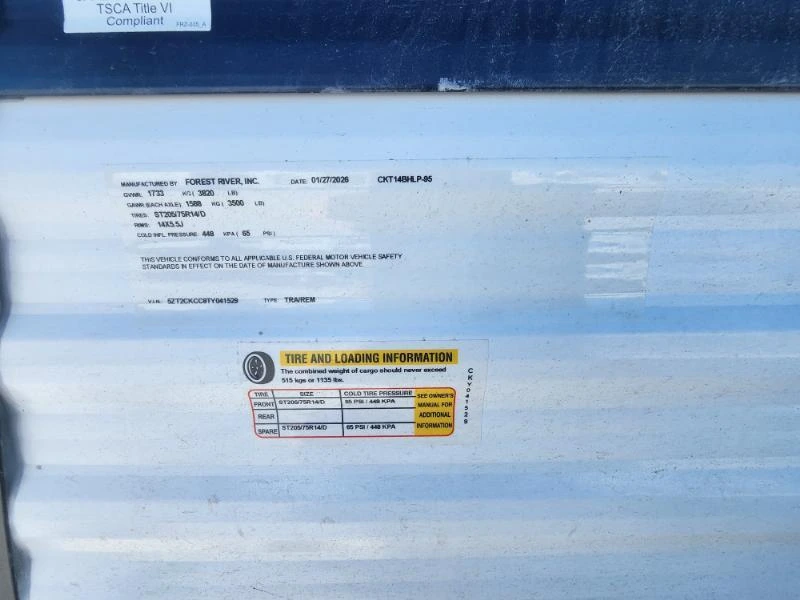 TSCA Title VI
Compliant
FRZ-035_A
MANUFACTURED BY FOREST RIVER, INC. DATE: 01/27/2026 CKT14BHLP-95
GVWR: 1733 KG ( 3820 LB)
GAWR (EACH AXLE): 1588 KG ( 3500 LB)
TIRES: ST205/75R14/D
RIMS: 14X5.5J
COLD INFL. PRESSURE: 448 KPA ( 65 PSI )
THIS VEHICLE CONFORMS TO ALL APPLICABLE U.S. FEDERAL MOTOR VEHICLE SAFETY
STANDARDS IN EFFECT ON THE DATE OF MANUFACTURE SHOWN ABOVE.
V.I.N. 5ZT2CKCC8TY041529 TYPE: TRA/REM
TIRE AND LOADING INFORMATION
The combined weight of cargo should never exceed
515 kgs or 1135 lbs.
TIRE SIZE COLD TIRE PRESSURE
FRONT ST205/75R14/D 65 PSI / 448 KPA
REAR
SPARE ST205/75R14/D 65 PSI / 448 KPA
SEE OWNER'S
MANUAL FOR
ADDITIONAL
INFORMATION
CKY041529